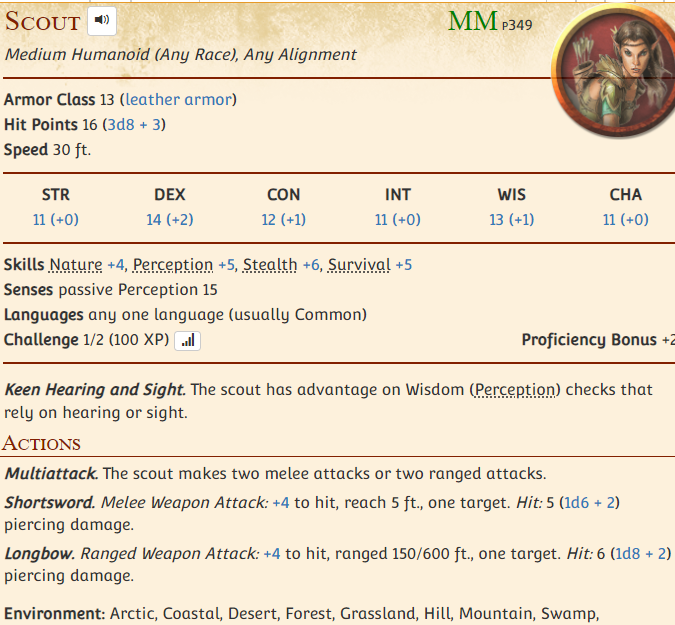 Scout MM p349
Medium Humanoid (Any Race), Any Alignment
Armor Class 13 (leather armor)
Hit Points 16 (3d8 + 3)
Speed 30 ft.
STR DEX CON INT WIS CHA
11 (+0) 14 (+2) 12 (+1) 11 (+0) 13 (+1) 11 (+0)
Skills Nature +4, Perception +5, Stealth +6, Survival +5
Senses passive Perception 15
Languages any one language (usually Common)
Challenge 1/2 (100 XP) Proficiency Bonus +2
Keen Hearing and Sight. The scout has advantage on Wisdom (Perception) checks that
rely on hearing or sight.
Actions
Multiattack. The scout makes two melee attacks or two ranged attacks.
Shortsword. Melee Weapon Attack: +4 to hit, reach 5 ft., one target. Hit: 5 (1d6 + 2)
piercing damage.
Longbow. Ranged Weapon Attack: +4 to hit, ranged 150/600 ft., one target. Hit: 6 (1d8 + 2)
piercing damage.
Environment: Arctic, Coastal, Desert, Forest, Grassland, Hill, Mountain, Swamp,